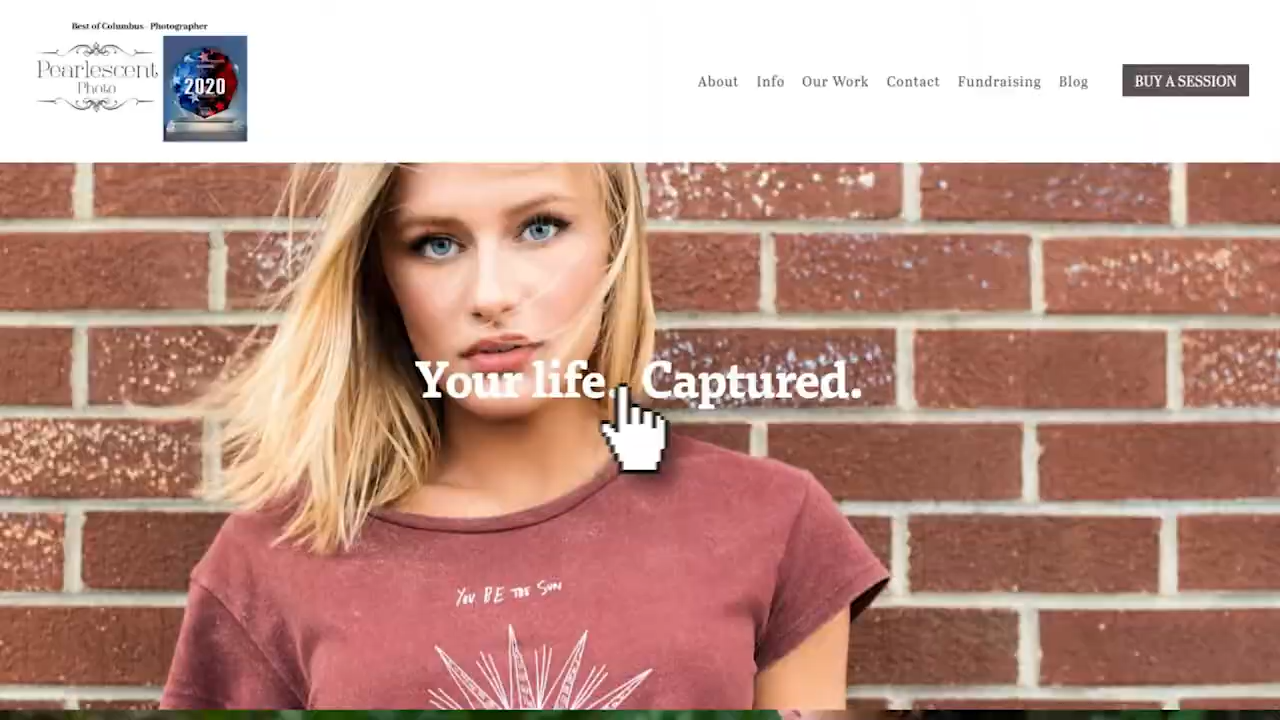 Best of Columbus - Photographer
Pearlescent
Photo
2020
About Info Our Work Contact Fundraising Blog BUY A SESSION
Your life. Captured.
YOU BE THE SUN